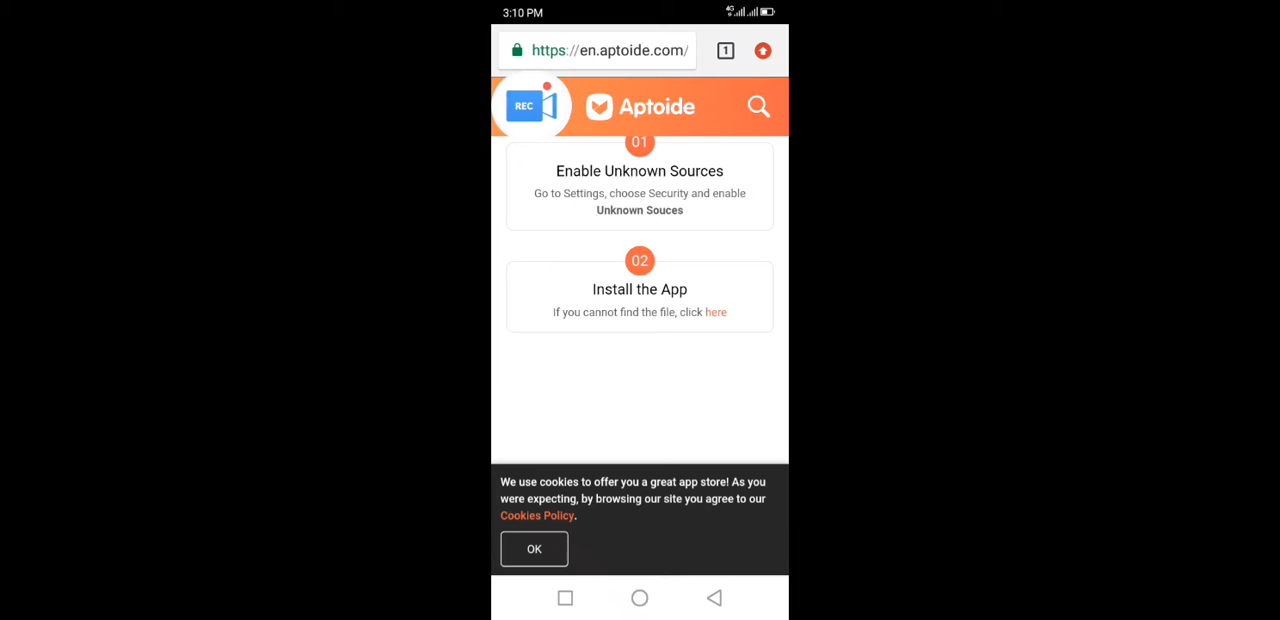 3:10 PM
4G
https://en.aptoide.com/
1
REC
Aptoide
01
Enable Unknown Sources
Go to Settings, choose Security and enable
Unknown Souces
02
Install the App
If you cannot find the file, click here
We use cookies to offer you a great app store! As you
were expecting, by browsing our site you agree to our
Cookies Policy.
OK